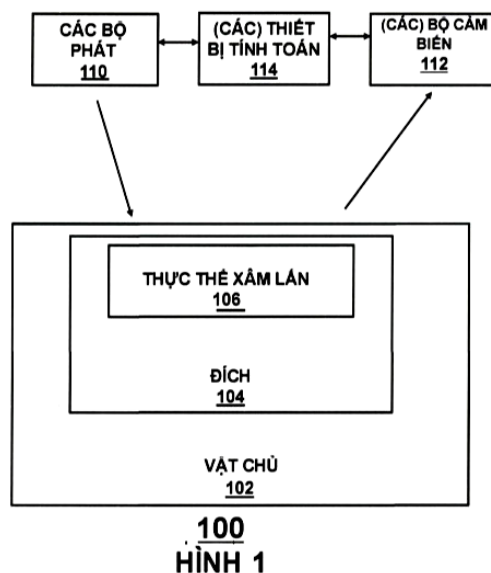 CÁC BỘ
PHÁT
110
(CÁC) THIẾT
BỊ TÍNH TOÁN
114
(CÁC) BỘ CẢM
BIẾN
112
THỰC THỂ XÂM LẤN
106
ĐÍCH
104
VẬT CHỦ
102
100
HÌNH 1